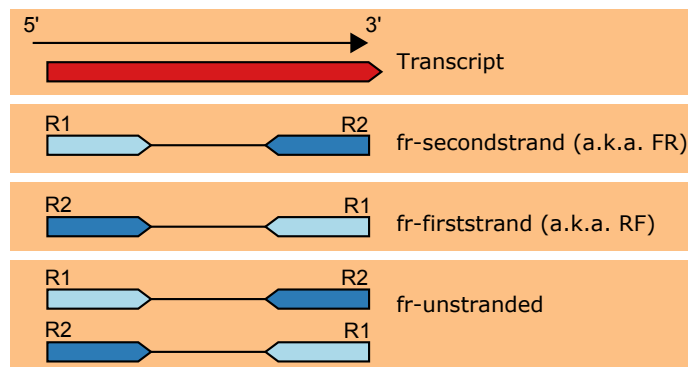 5' 3'
Transcript
R1 R2
fr-secondstrand (a.k.a. FR)
R2 R1
fr-firststrand (a.k.a. RF)
R1 R2
fr-unstranded
R2 R1